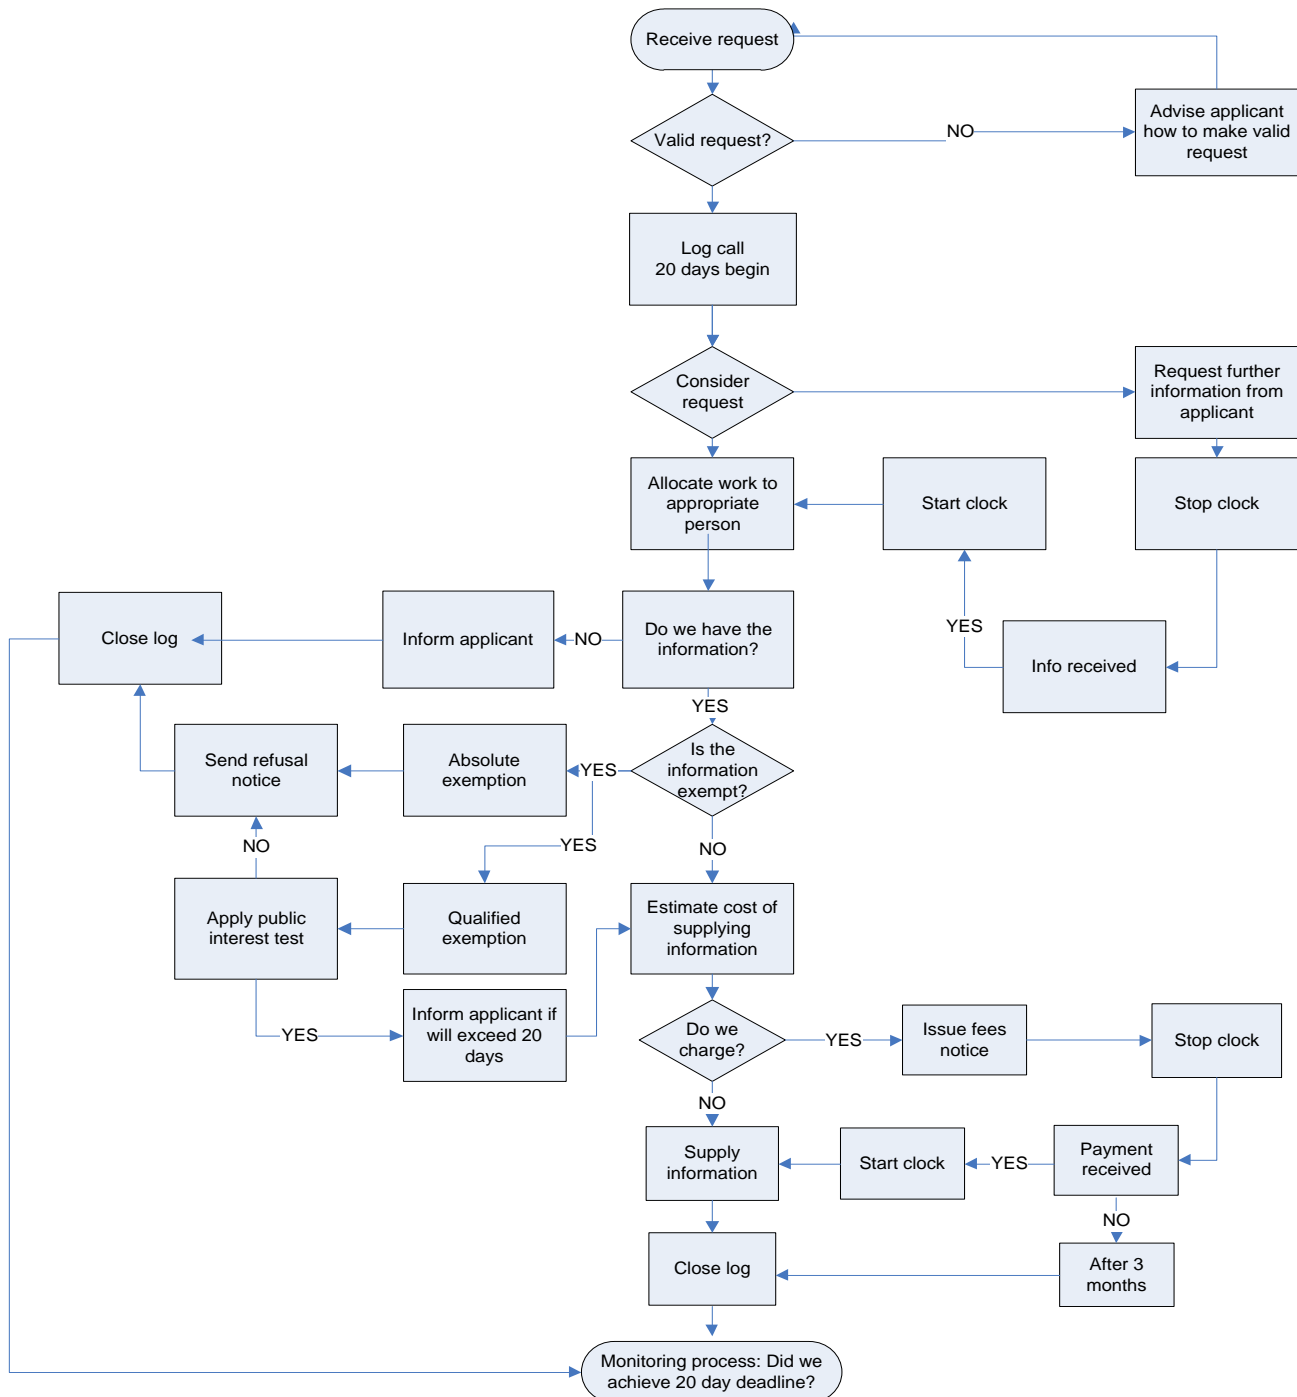 Receive request
Advise applicant
how to make valid
request
NO
Valid request?
Log call
20 days begin
Consider
request
Request further
information from
applicant
Allocate work to
appropriate
person
Start clock
Stop clock
YES
Info received
Close log
Inform applicant
NO
Do we have the
information?
YES
Send refusal
notice
Absolute
exemption
YES
Is the
information
exempt?
YES
NO
NO
Apply public
interest test
Qualified
exemption
Estimate cost of
supplying
information
YES
Inform applicant if
will exceed 20
days
Do we
charge?
YES
Issue fees
notice
Stop clock
NO
Supply
information
Start clock
YES
Payment
received
NO
Close log
After 3
months
Monitoring process: Did we
achieve 20 day deadline?